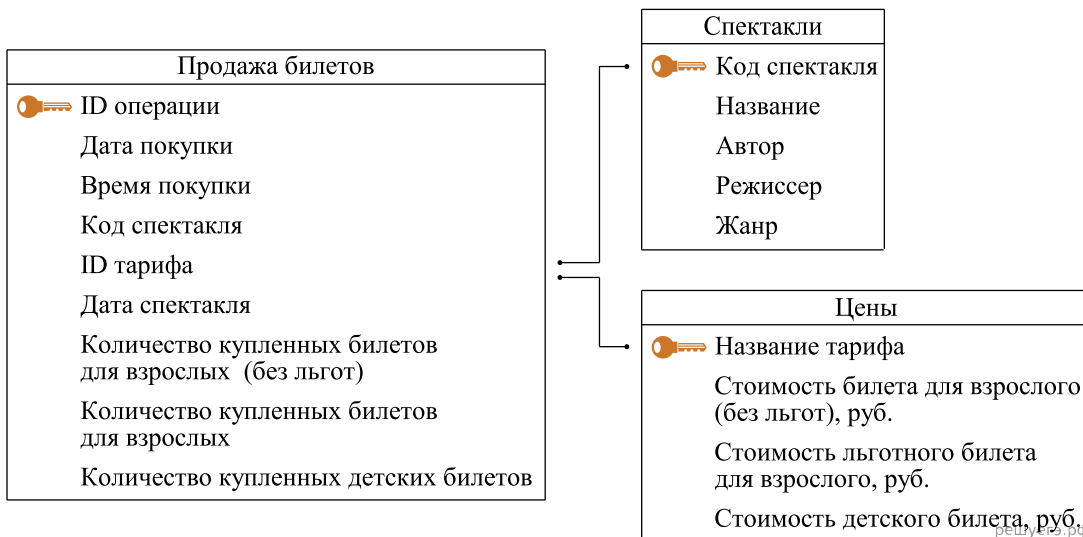 Продажа билетов
ID операции
Дата покупки
Время покупки
Код спектакля
ID тарифа
Дата спектакля
Количество купленных билетов
для взрослых (без льгот)
Количество купленных билетов
для взрослых
Количество купленных детских билетов
Спектакли
Код спектакля
Название
Автор
Режиссер
Жанр
Цены
Название тарифа
Стоимость билета для взрослого
(без льгот), руб.
Стоимость льготного билета
для взрослого, руб.
Стоимость детского билета, руб.
решуегэ.рф